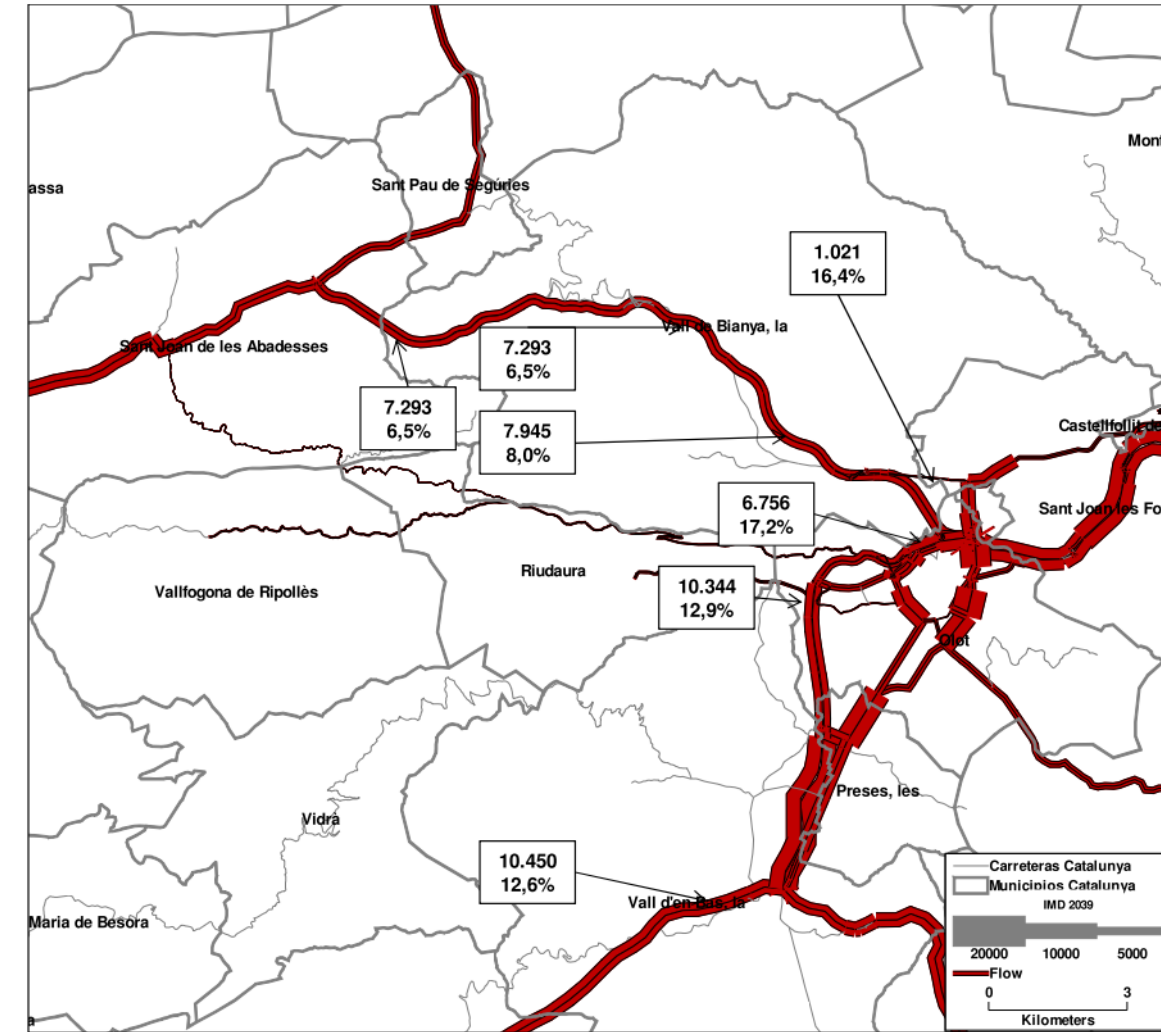 Mont
assa
Sant Pau de Segúries
1.021
16,4%
Vall de Bianya, la
Sant Joan de les Abadesses
7.293
6,5%
7.293
6,5%
7.945
8,0%
Castellfollit de
6.756
17,2%
Sant Joan les Fo
Riudaura
Vallfogona de Ripollès
10.344
12,9%
Olot
Preses, les
Vidrà
10.450
12,6%
Vall d'en Bas, la
Maria de Besora
a
Carreteras Catalunya
Municipios Catalunya
IMD 2039
20000 10000 5000
Flow
0 3
Kilometers